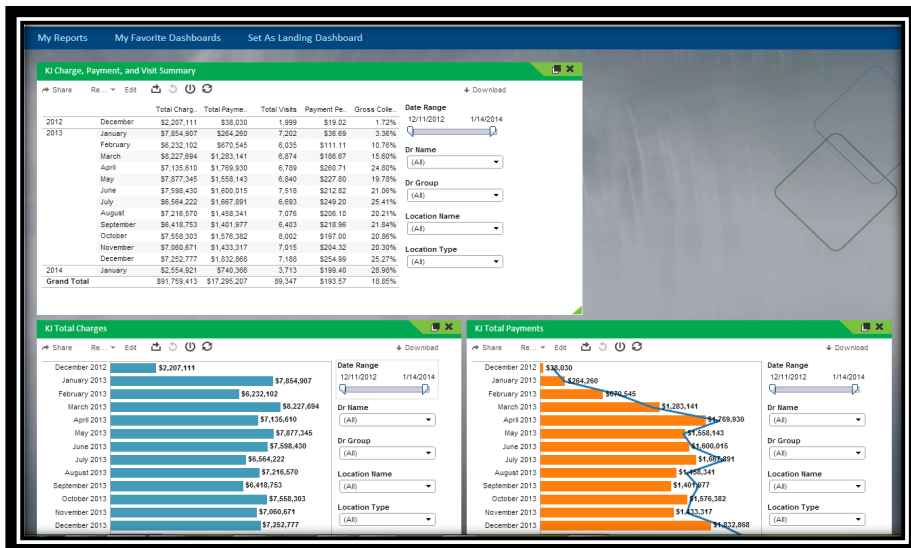 My Reports My Favorite Dashboards Set As Landing Dashboard
KJ Charge, Payment, and Visit Summary
Share Re... Edit Download
Total Charg.. Total Payme.. Total Visits Payment Pe.. Gross Colle..
2012 December $2,207,111 $38,030 1,999 $19.02 1.72%
2013 January $7,854,907 $264,260 7,202 $36.69 3.36%
February $6,232,102 $670,545 6,035 $111.11 10.76%
March $8,227,694 $1,283,141 6,874 $186.67 15.60%
April $7,135,610 $1,769,930 6,789 $260.71 24.80%
May $7,877,345 $1,558,143 6,840 $227.80 19.78%
June $7,598,430 $1,600,015 7,518 $212.82 21.06%
July $6,564,222 $1,667,891 6,693 $249.20 25.41%
August $7,216,570 $1,458,341 7,076 $206.10 20.21%
September $6,418,753 $1,401,977 6,403 $218.96 21.84%
October $7,558,303 $1,576,382 8,002 $197.00 20.86%
November $7,060,671 $1,433,317 7,015 $204.32 20.30%
December $7,252,777 $1,832,868 7,188 $254.99 25.27%
2014 January $2,554,921 $740,366 3,713 $199.40 28.98%
Grand Total $91,759,413 $17,295,207 89,347 $193.57 18.85%
Date Range
12/11/2012 1/14/2014
Dr Name
(All)
Dr Group
(All)
Location Name
(All)
Location Type
(All)
KJ Total Charges
Share Re... Edit Download
December 2012 $2,207,111
January 2013 $7,854,907
February 2013 $6,232,102
March 2013 $8,227,694
April 2013 $7,135,610
May 2013 $7,877,345
June 2013 $7,598,430
July 2013 $6,564,222
August 2013 $7,216,570
September 2013 $6,418,753
October 2013 $7,558,303
November 2013 $7,060,671
December 2013 $7,252,777
Date Range
12/11/2012 1/14/2014
Dr Name
(All)
Dr Group
(All)
Location Name
(All)
Location Type
(All)
KJ Total Payments
Share Re... Edit Download
December 2012 $38,030
January 2013 $264,260
February 2013 $670,545
March 2013 $1,283,141
April 2013 $1,769,930
May 2013 $1,558,143
June 2013 $1,600,015
July 2013 $1,667,891
August 2013 $1,458,341
September 2013 $1,401,977
October 2013 $1,576,382
November 2013 $1,433,317
December 2013 $1,832,868
Date Range
12/11/2012 1/14/2014
Dr Name
(All)
Dr Group
(All)
Location Name
(All)
Location Type
(All)